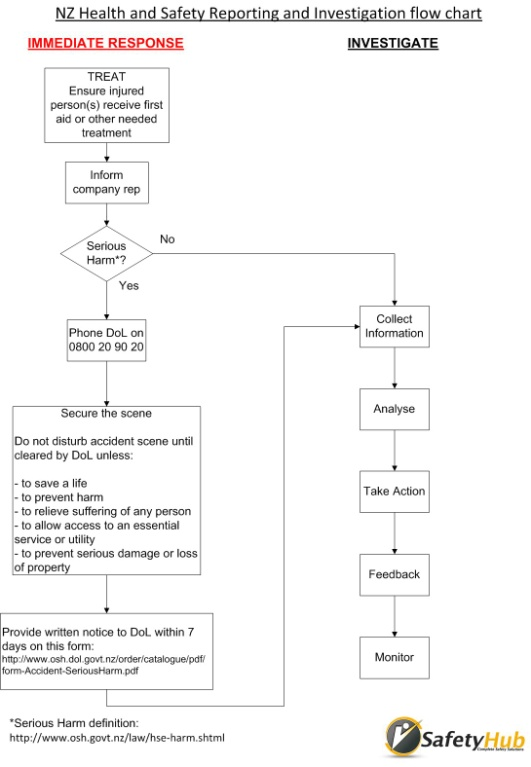 NZ Health and Safety Reporting and Investigation flow chart
IMMEDIATE RESPONSE
INVESTIGATE
TREAT
Ensure injured
person(s) receive first
aid or other needed
treatment
Inform
company rep
Serious
Harm*?
No
Yes
Phone DoL on
0800 20 90 20
Secure the scene
Do not disturb accident scene until
cleared by DoL unless:
- to save a life
- to prevent harm
- to relieve suffering of any person
- to allow access to an essential
service or utility
- to prevent serious damage or loss
of property
Provide written notice to DoL within 7
days on this form:
http://www.osh.dol.govt.nz/order/catalogue/pdf/
form-Accident-SeriousHarm.pdf
Collect
Information
Analyse
Take Action
Feedback
Monitor
*Serious Harm definition:
http://www.osh.govt.nz/law/hse-harm.shtml
SafetyHub
Complete Safety Solutions